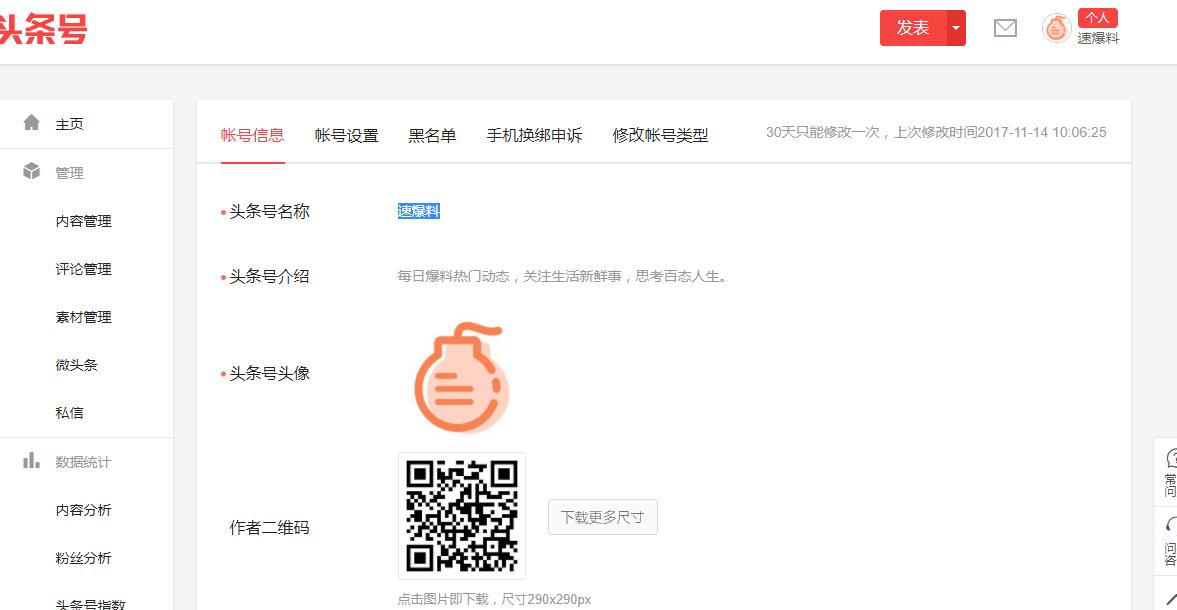 头条号
发表
个人
速爆料
主页
管理
内容管理
评论管理
素材管理
微头条
私信
数据统计
内容分析
粉丝分析
头条号指数
帐号信息 帐号设置 黑名单 手机换绑申诉 修改帐号类型 30天只能修改一次，上次修改时间2017-11-14 10:06:25
头条号名称 速爆料
头条号介绍 每日爆料热门动态，关注生活新鲜事，思考百态人生。
头条号头像
作者二维码 下载更多尺寸
点击图片即下载，尺寸290x290px
常
问
问
咨